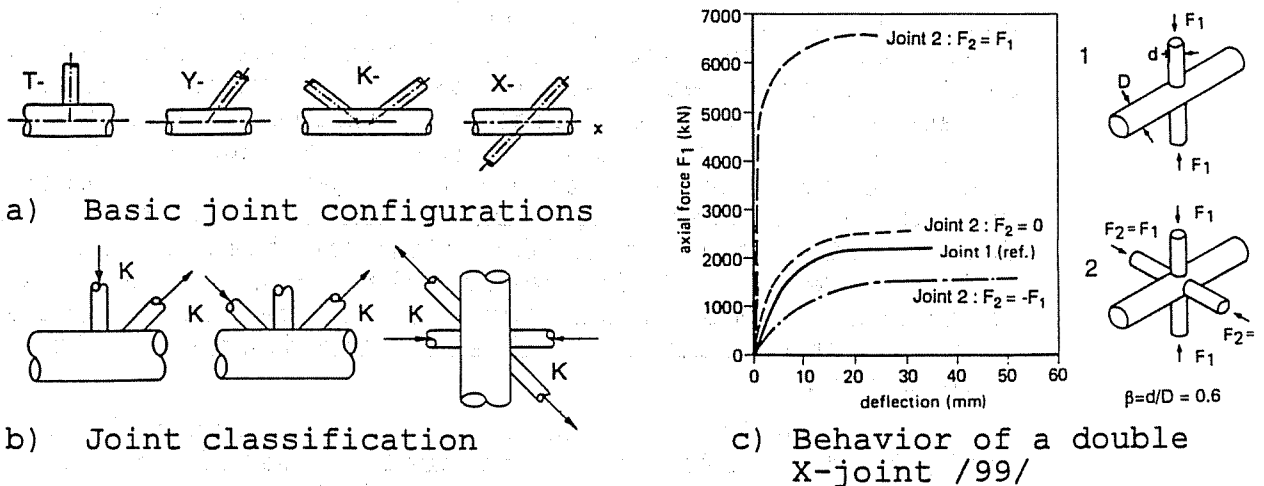 T-
Y-
K-
X-
x
a) Basic joint configurations
K
K
K
K
K
K
b) Joint classification
7000
6000
5000
4000
3000
2000
1000
0
axial force F₁ (kN)
0 10 20 30 40 50 60
deflection (mm)
Joint 2 : F₂ = F₁
Joint 2 : F₂ = 0
Joint 1 (ref.)
Joint 2 : F₂ = -F₁
1
F₁
d
D
F₁
2
F₁
F₂ = F₁
F₂ =
F₁
β=d/D = 0.6
c) Behavior of a double
X-joint /99/